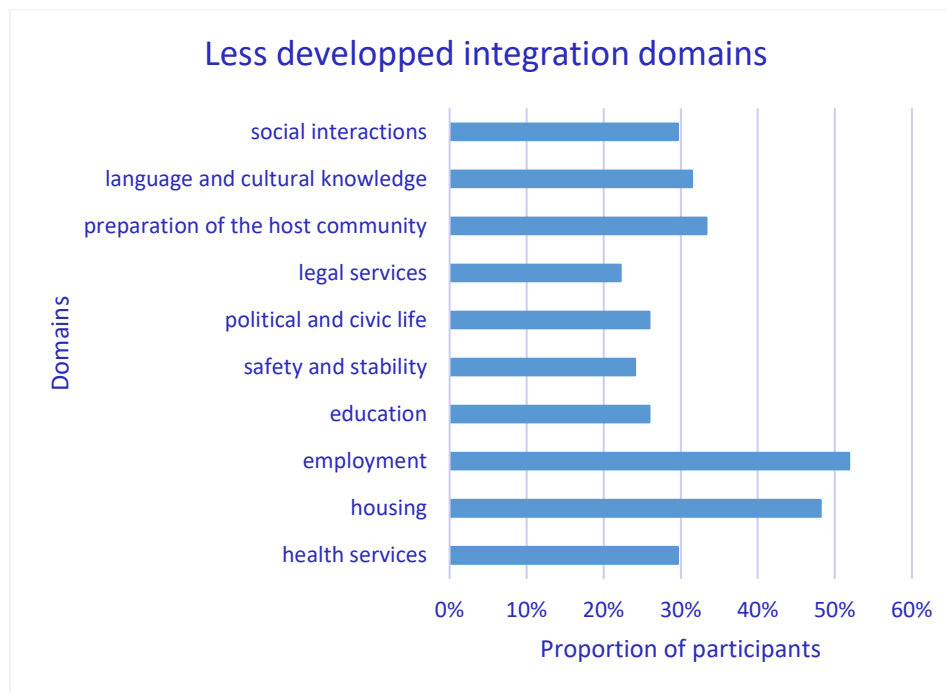 Less developped integration domains
social interactions
language and cultural knowledge
preparation of the host community
legal services
political and civic life
safety and stability
education
employment
housing
health services
Domains
0% 10% 20% 30% 40% 50% 60%
Proportion of participants